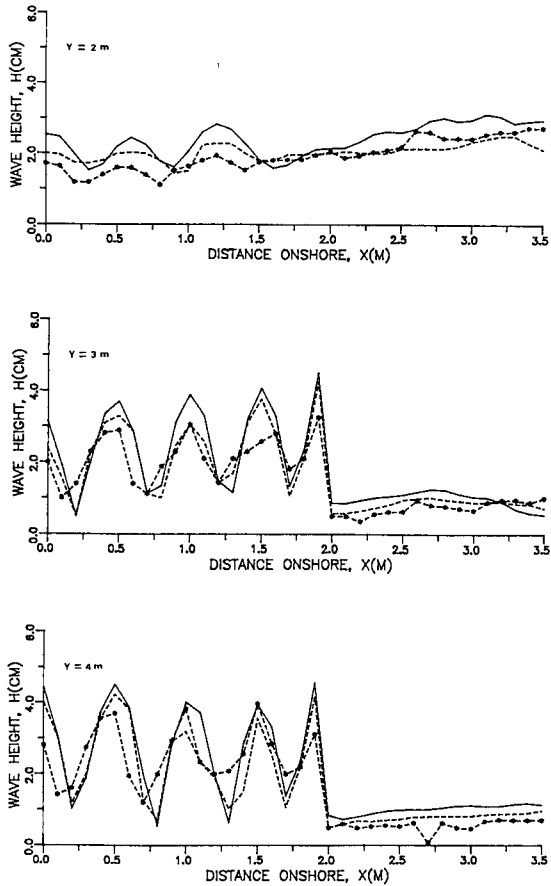 Y = 2 m
WAVE HEIGHT, H(CM)
6.0
4.0
2.0
0.0
0.0 0.5 1.0 1.5 2.0 2.5 3.0 3.5
DISTANCE ONSHORE, X(M)
Y = 3 m
WAVE HEIGHT, H(CM)
6.0
4.0
2.0
0.0
0.0 0.5 1.0 1.5 2.0 2.5 3.0 3.5
DISTANCE ONSHORE, X(M)
Y = 4 m
WAVE HEIGHT, H(CM)
6.0
4.0
2.0
0.0
0.0 0.5 1.0 1.5 2.0 2.5 3.0 3.5
DISTANCE ONSHORE, X(M)